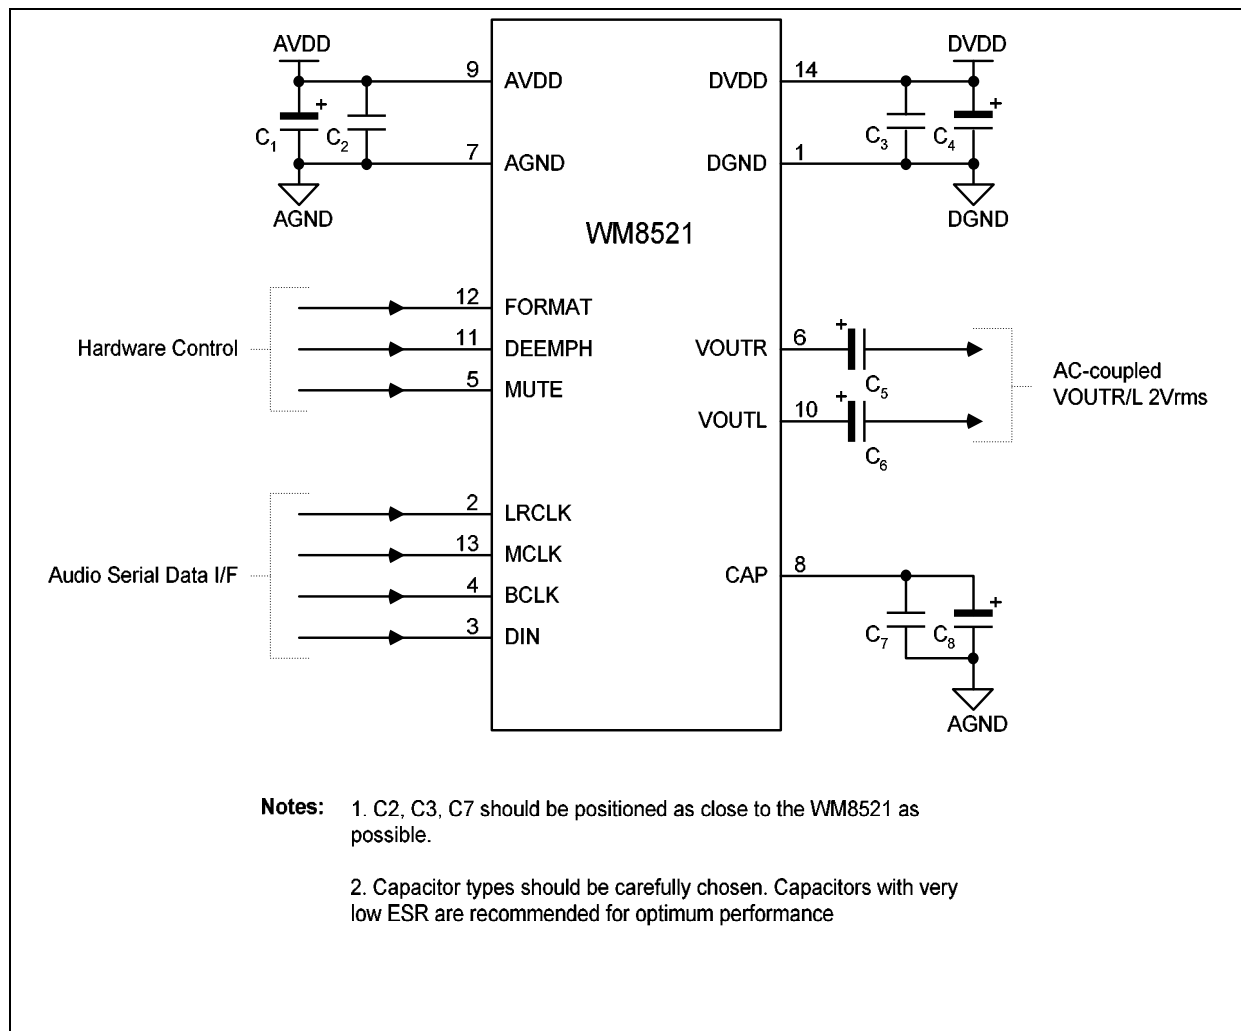 AVDD
DVDD
9
AVDD
DVDD
14
+
C1
C2
C3
C4
+
7
AGND
DGND
1
AGND
DGND
WM8521
Hardware Control
12
FORMAT
11
DEEMPH
5
MUTE
VOUTR
6
+
C5
VOUTL
10
+
C6
AC-coupled
VOUTR/L 2Vrms
Audio Serial Data I/F
2
LRCLK
13
MCLK
4
BCLK
3
DIN
CAP
8
C7
C8
+
AGND
Notes: 1. C2, C3, C7 should be positioned as close to the WM8521 as
possible.
2. Capacitor types should be carefully chosen. Capacitors with very
low ESR are recommended for optimum performance